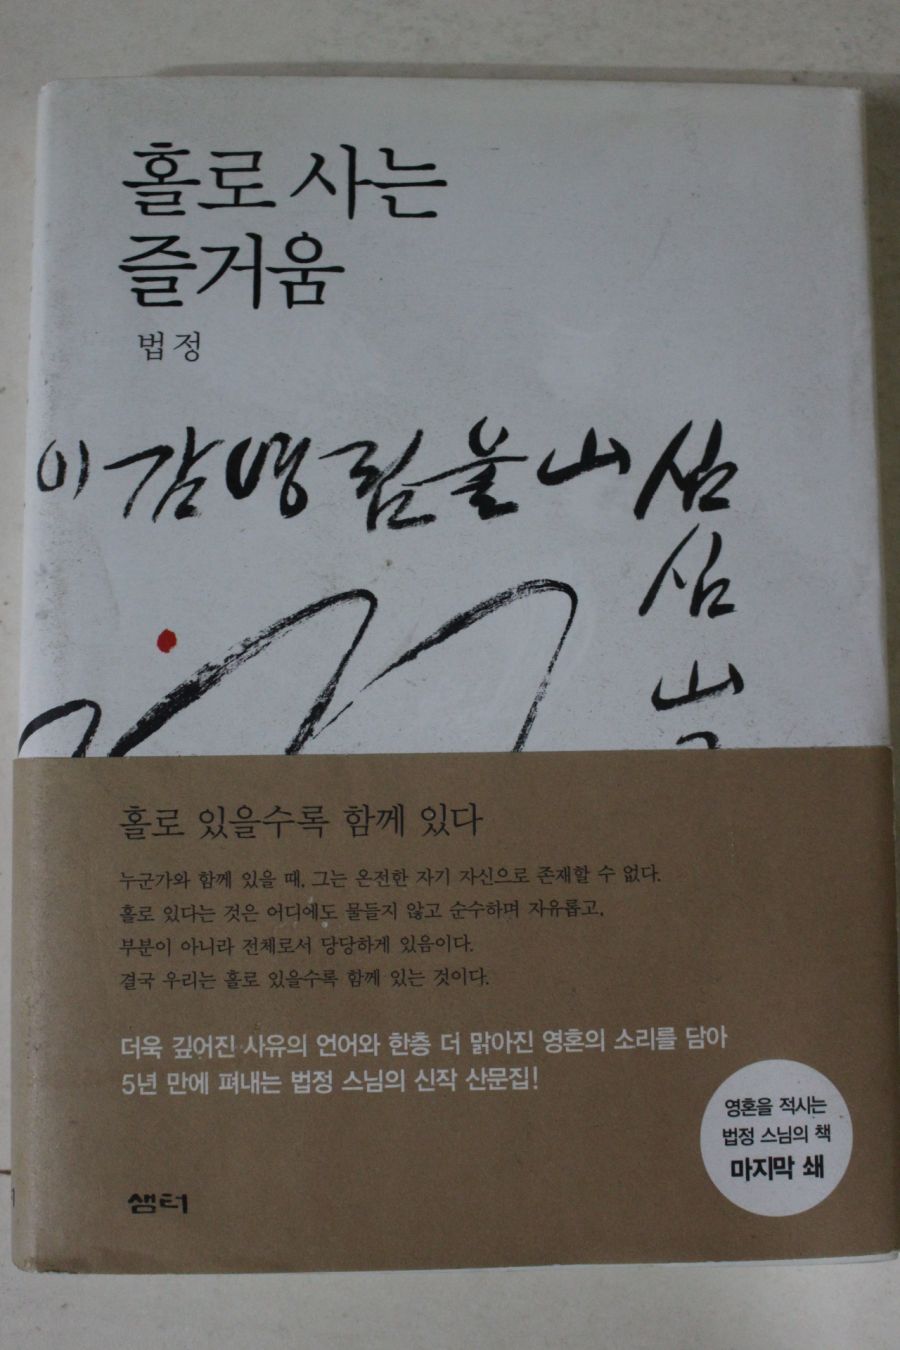 홀로 사는
즐거움
법정
홀로 있을수록 함께 있다
누군가와 함께 있을 때, 그는 온전한 자기 자신으로 존재할 수 없다.
홀로 있다는 것은 어디에도 물들지 않고 순수하며 자유롭고,
부분이 아니라 전체로서 당당하게 있음이다.
결국 우리는 홀로 있을수록 함께 있는 것이다.
더욱 깊어진 사유의 언어와 한층 더 맑아진 영혼의 소리를 담아
5년 만에 펴내는 법정 스님의 신작 산문집!
영혼을 적시는
법정 스님의 책
마지막 쇄
샘터